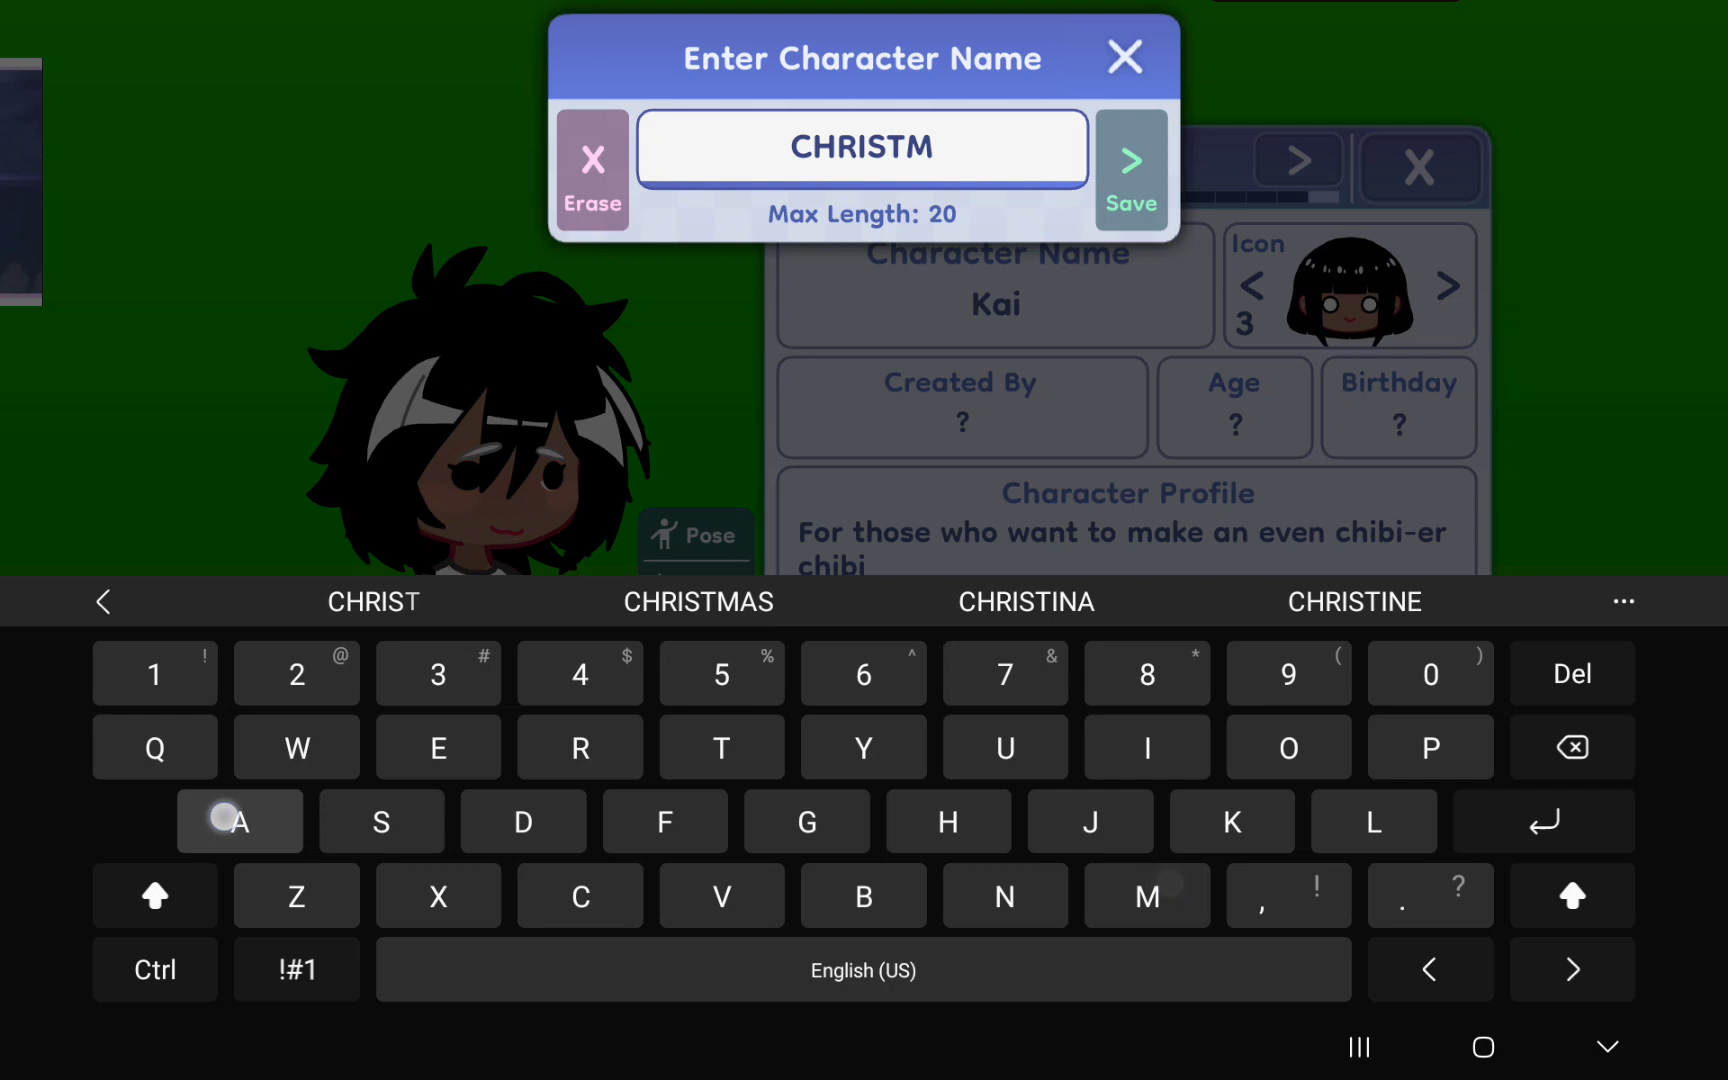 Enter Character Name
X
CHRISTM
X
Erase
>
Save
Max Length: 20
> X
Character Name
Kai
Icon
< >
3
Created By
?
Age
?
Birthday
?
Character Profile
For those who want to make an even chibi-er
chibi
Pose
CHRIST CHRISTMAS CHRISTINA CHRISTINE ...
1 ! 2 @ 3 # 4 $ 5 % 6 ^ 7 & 8 * 9 ( 0 ) Del
Q W E R T Y U I O P
A S D F G H J K L
Z X C V B N M , ! . ?
Ctrl !#1 English (US) < >